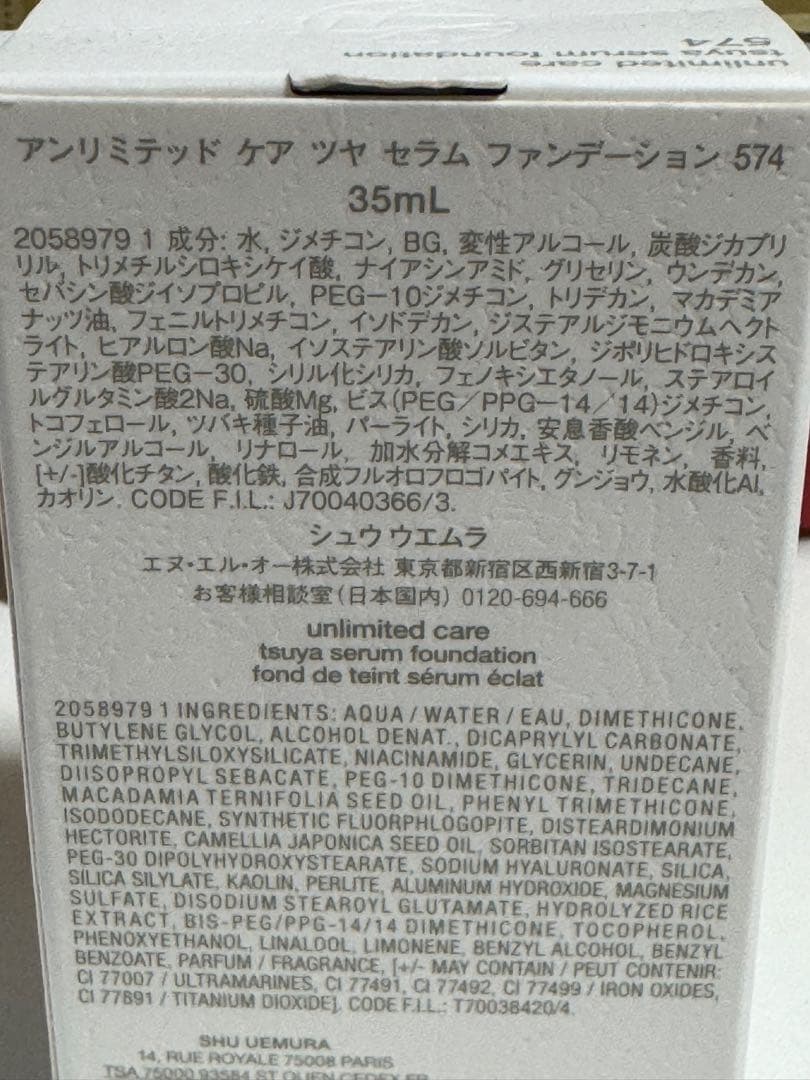 unlimited care
tsuya serum foundation
574
アンリミテッド ケア ツヤ セラム ファンデーション 574
35mL
2058979 1 成分: 水, ジメチコン, BG, 変性アルコール, 炭酸ジカプリ
リル, トリメチルシロキシケイ酸, ナイアシンアミド, グリセリン, ウンデカン,
セバシン酸ジイソプロピル, PEG-10ジメチコン, トリデカン, マカデミア
ナッツ油, フェニルトリメチコン, イソドデカン, ジステアルジモニウムヘクト
ライト, ヒアルロン酸Na, イソステアリン酸ソルビタン, ジポリヒドロキシス
テアリン酸PEG-30, シリル化シリカ, フェノキシエタノール, ステアロイ
ルグルタミン酸2Na, 硫酸Mg, ビス(PEG/PPG-14/14)ジメチコン,
トコフェロール, ツバキ種子油, パーライト, シリカ, 安息香酸ベンジル, ベ
ンジルアルコール, リナロール, 加水分解コメエキス, リモネン, 香料,
[+/-]酸化チタン, 酸化鉄, 合成フルオロフロゴパイト, グンジョウ, 水酸化Al,
カオリン. CODE F.I.L.: J70040366/3.
シュウ ウエムラ
エヌ・エル・オー株式会社 東京都新宿区西新宿3-7-1
お客様相談室(日本国内) 0120-694-666
unlimited care
tsuya serum foundation
fond de teint sérum éclat
2058979 1 INGREDIENTS: AQUA / WATER / EAU, DIMETHICONE,
BUTYLENE GLYCOL, ALCOHOL DENAT., DICAPRYLYL CARBONATE,
TRIMETHYLSILOXYSILICATE, NIACINAMIDE, GLYCERIN, UNDECANE,
DIISOPROPYL SEBACATE, PEG-10 DIMETHICONE, TRIDECANE,
MACADAMIA TERNIFOLIA SEED OIL, PHENYL TRIMETHICONE,
ISODODECANE, SYNTHETIC FLUORPHLOGOPITE, DISTEARDIMONIUM
HECTORITE, CAMELLIA JAPONICA SEED OIL, SORBITAN ISOSTEARATE,
PEG-30 DIPOLYHYDROXYSTEARATE, SODIUM HYALURONATE, SILICA,
SILICA SILYLATE, KAOLIN, PERLITE, ALUMINUM HYDROXIDE, MAGNESIUM
SULFATE, DISODIUM STEAROYL GLUTAMATE, HYDROLYZED RICE
EXTRACT, BIS-PEG/PPG-14/14 DIMETHICONE, TOCOPHEROL,
PHENOXYETHANOL, LINALOOL, LIMONENE, BENZYL ALCOHOL, BENZYL
BENZOATE, PARFUM / FRAGRANCE, [+/- MAY CONTAIN / PEUT CONTENIR:
CI 77007 / ULTRAMARINES, CI 77491, CI 77492, CI 77499 / IRON OXIDES,
CI 77891 / TITANIUM DIOXIDE]. CODE F.I.L.: T70038420/4.
SHU UEMURA
14, RUE ROYALE 75008 PARIS
TSA 75000 93584 ST OUEN CEDEX FR